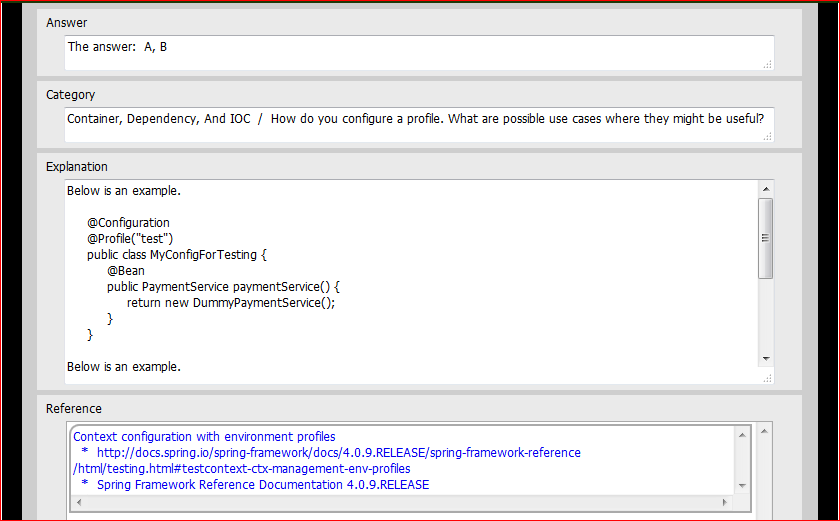 Answer
The answer:  A, B
Category
Container, Dependency, And IOC  /  How do you configure a profile. What are possible use cases where they might be useful?
Explanation
Below is an example.
@Configuration
@Profile("test")
public class MyConfigForTesting {
@Bean
public PaymentService paymentService() {
return new DummyPaymentService();
}
}
Below is an example.
Reference
Context configuration with environment profiles
*  http://docs.spring.io/spring-framework/docs/4.0.9.RELEASE/spring-framework-reference
/html/testing.html#testcontext-ctx-management-env-profiles
*  Spring Framework Reference Documentation 4.0.9.RELEASE